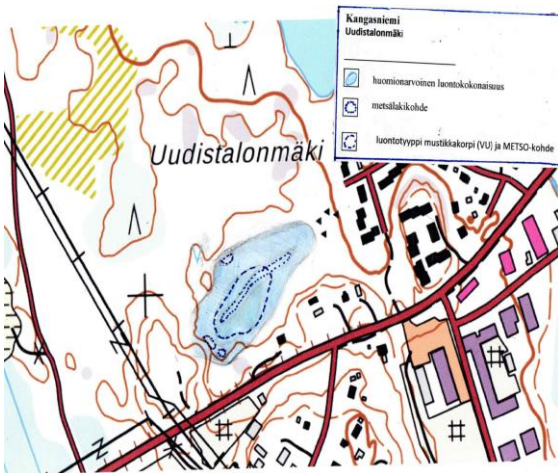 Kangasniemi
Uudistalonmäki
huomionarvoinen luontokokonaisuus
metsälakikohde
luontotyyppi mustikkakorpi (VU) ja METSO-kohde
Uudistalonmäki